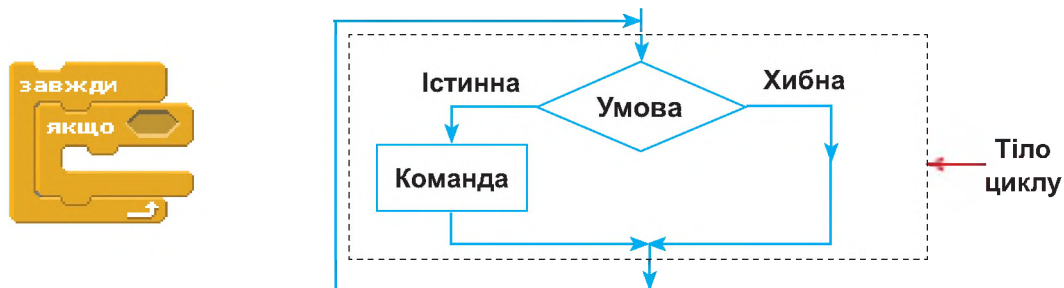 завжди
якщо
Істинна
Умова
Хибна
Команда
Тіло
циклу